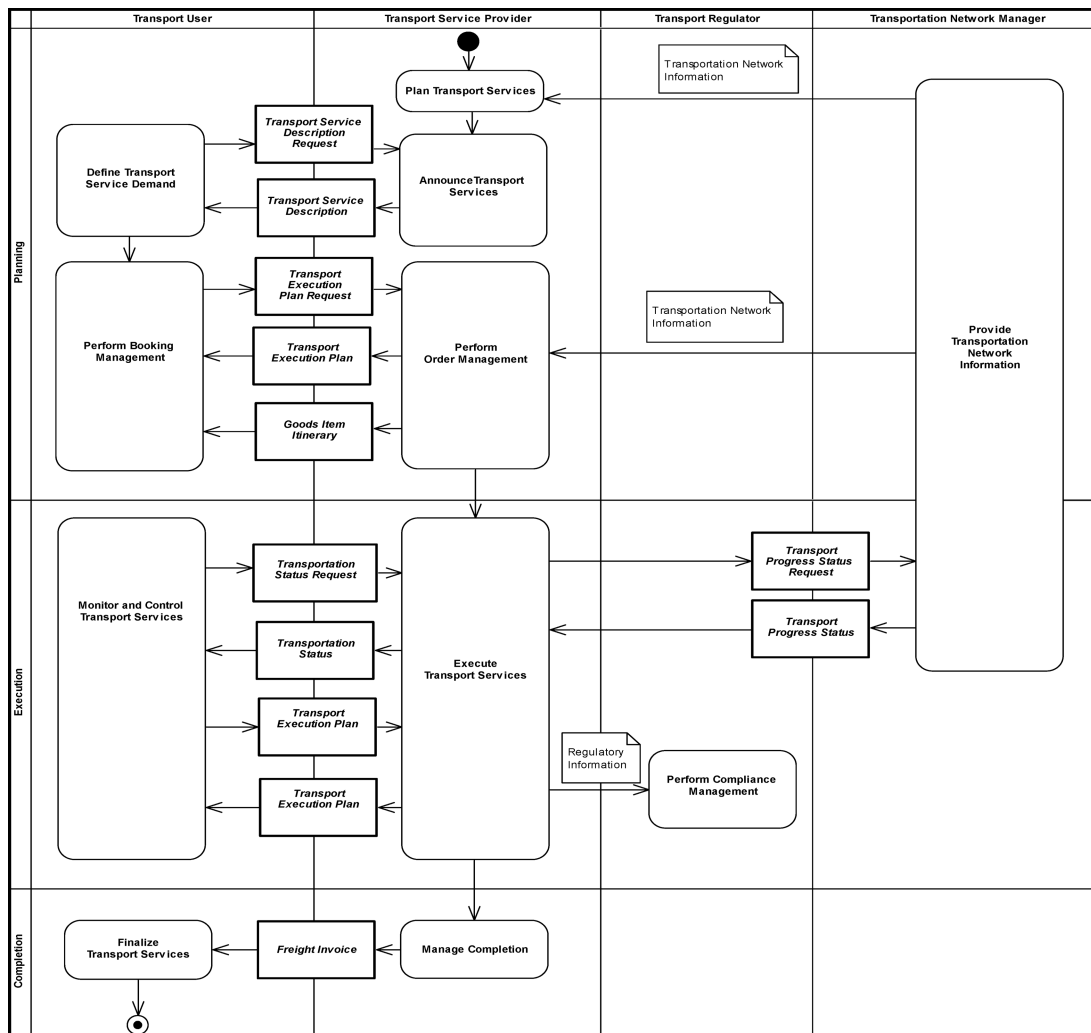 Transport User
Transport Service Provider
Transport Regulator
Transportation Network Manager
Planning
Transportation Network
Information
Plan Transport Services
Transport Service
Description
Request
Define Transport
Service Demand
AnnounceTransport
Services
Transport Service
Description
Transport
Execution
Plan Request
Transportation Network
Information
Perform Booking
Management
Transport
Execution Plan
Perform
Order Management
Provide
Transportation
Network
Information
Goods Item
Itinerary
Execution
Transportation
Status Request
Transport
Progress Status
Request
Monitor and Control
Transport Services
Transport
Progress Status
Transportation
Status
Execute
Transport Services
Transport
Execution Plan
Regulatory
Information
Perform Compliance
Management
Transport
Execution Plan
Completion
Finalize
Transport Services
Freight Invoice
Manage Completion